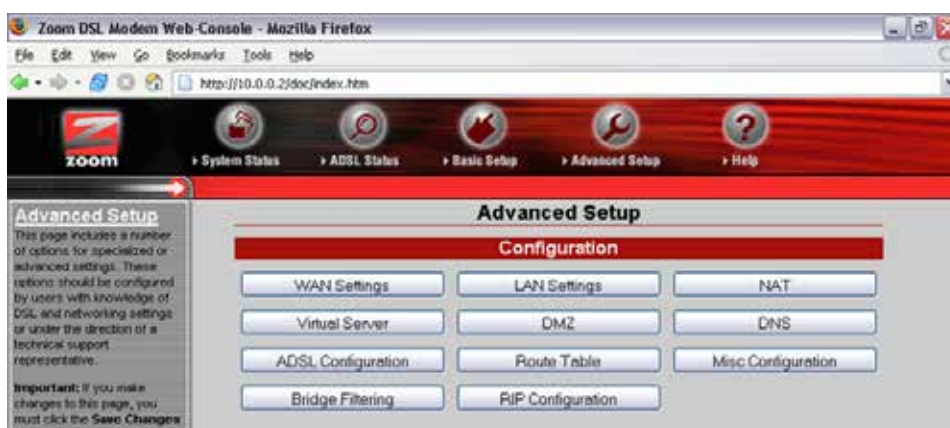 Zoom DSL Modem Web-Console - Mozilla Firefox
File Edit View Go Bookmarks Tools Help
http://10.0.0.2/doc/index.htm
ZOOM
System Status
ADSL Status
Basic Setup
Advanced Setup
Help
Advanced Setup
This page includes a number
of options for specialized or
advanced settings. These
options should be configured
by users with knowledge of
DSL and networking settings
or under the direction of a
technical support
representative.
Important: If you make
changes to this page, you
must click the Save Changes
Advanced Setup
Configuration
WAN Settings
LAN Settings
NAT
Virtual Server
DMZ
DNS
ADSL Configuration
Route Table
Misc Configuration
Bridge Filtering
RIP Configuration